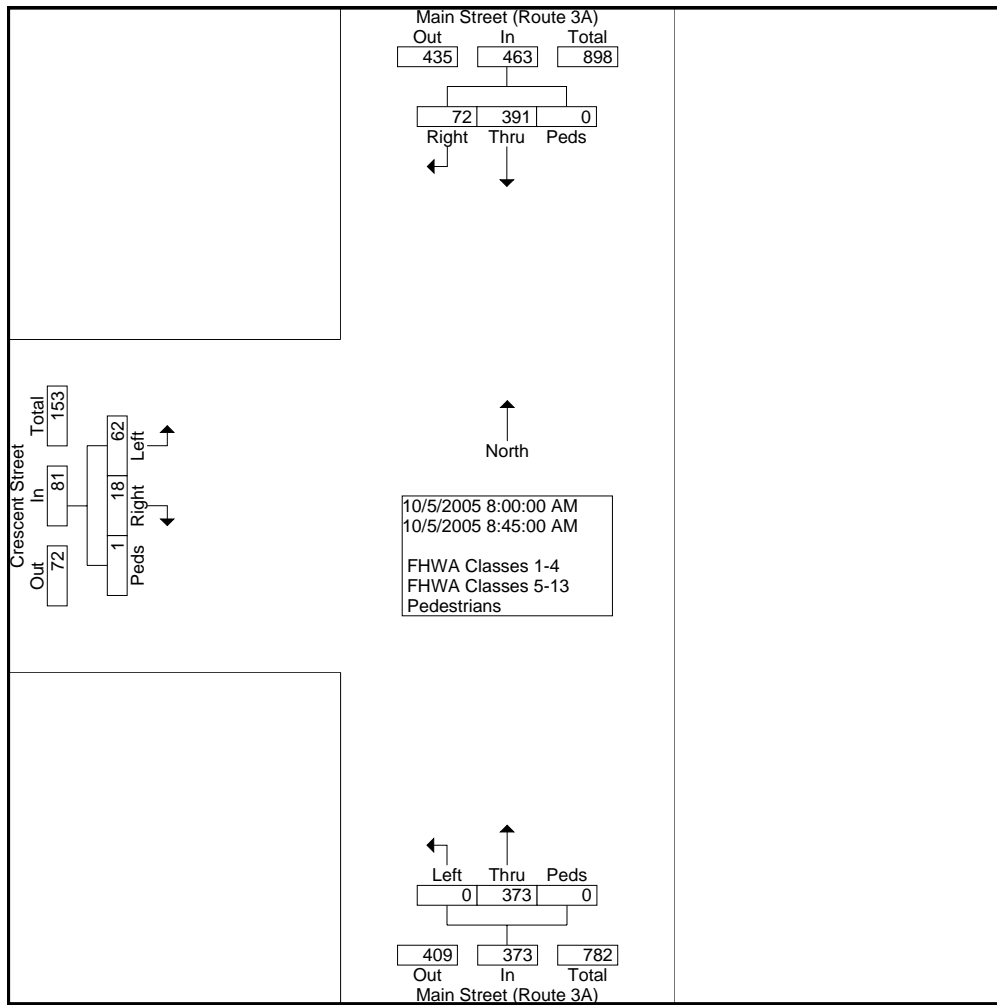 Main Street (Route 3A)
Out In Total
435 463 898
72 391 0
Right Thru Peds
Crescent Street
Out In Total
72 81 153
1 18 62
Peds Right Left
North
10/5/2005 8:00:00 AM
10/5/2005 8:45:00 AM
FHWA Classes 1-4
FHWA Classes 5-13
Pedestrians
Left Thru Peds
0 373 0
409 373 782
Out In Total
Main Street (Route 3A)